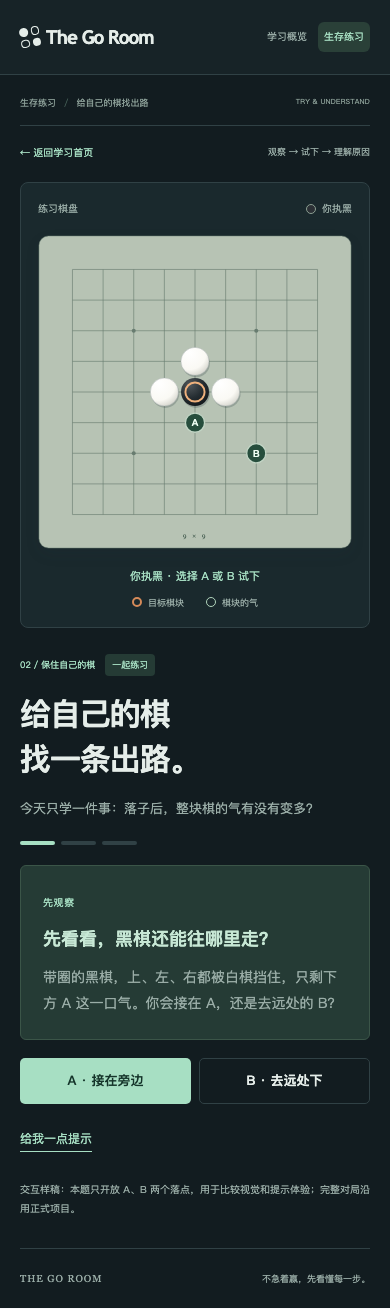 The Go Room
学习概览
生存练习
生存练习 / 给自己的棋找出路
TRY & UNDERSTAND
← 返回学习首页
观察 → 试下 → 理解原因
练习棋盘
你执黑
A
B
9 × 9
你执黑 · 选择 A 或 B 试下
目标棋块
棋块的气
02 / 保住自己的棋
一起练习
给自己的棋
找一条出路。
今天只学一件事：落子后，整块棋的气有没有变多？
先观察
先看看，黑棋还能往哪里走？
带圈的黑棋，上、左、右都被白棋挡住，只剩下
方 A 这一口气。你会接在 A，还是去远处的 B？
A · 接在旁边
B · 去远处下
给我一点提示
交互样稿：本题只开放 A、B 两个落点，用于比较视觉和提示体验；完整对局沿
用正式项目。
THE GO ROOM
不急着赢，先看懂每一步。